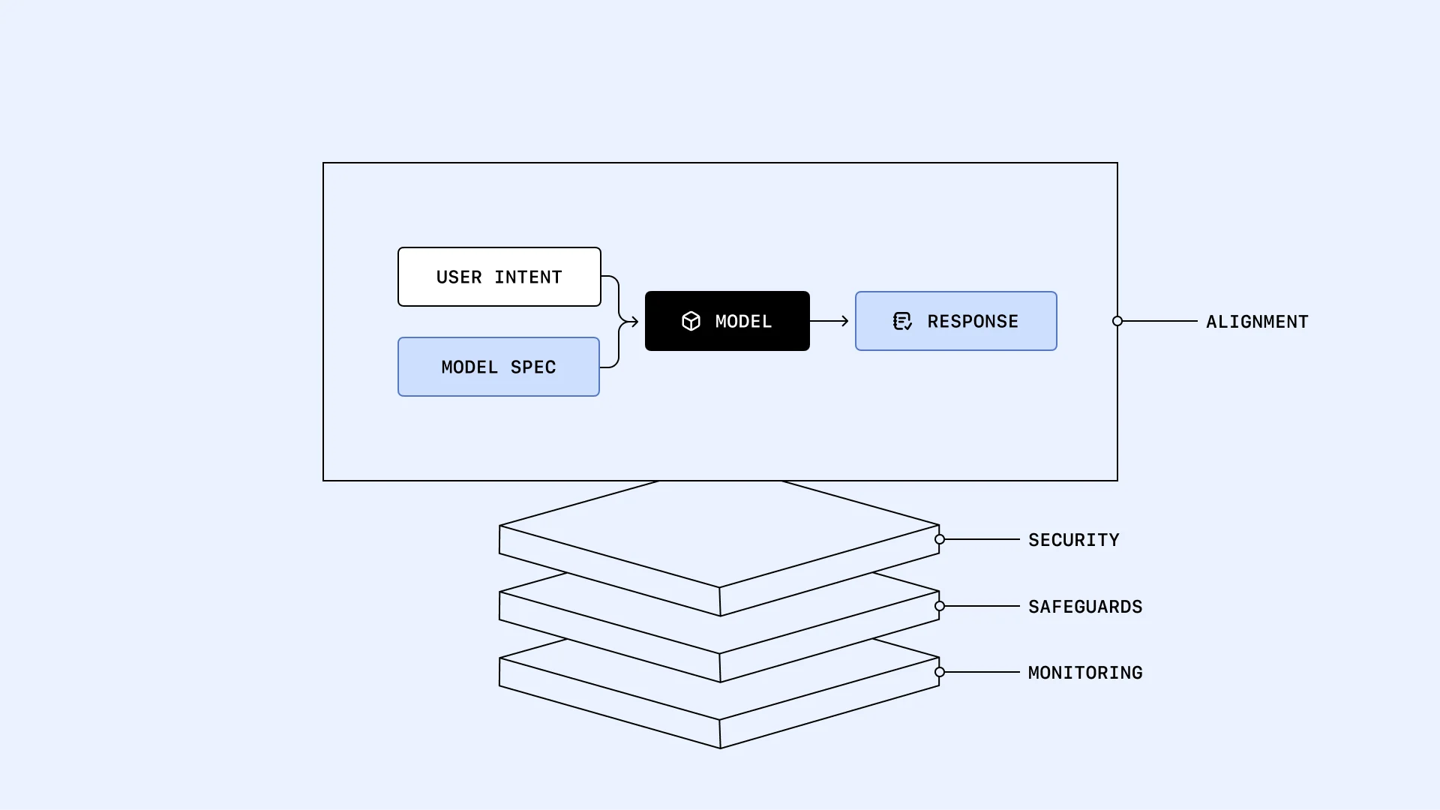 USER INTENT
MODEL SPEC
MODEL
RESPONSE
ALIGNMENT
SECURITY
SAFEGUARDS
MONITORING